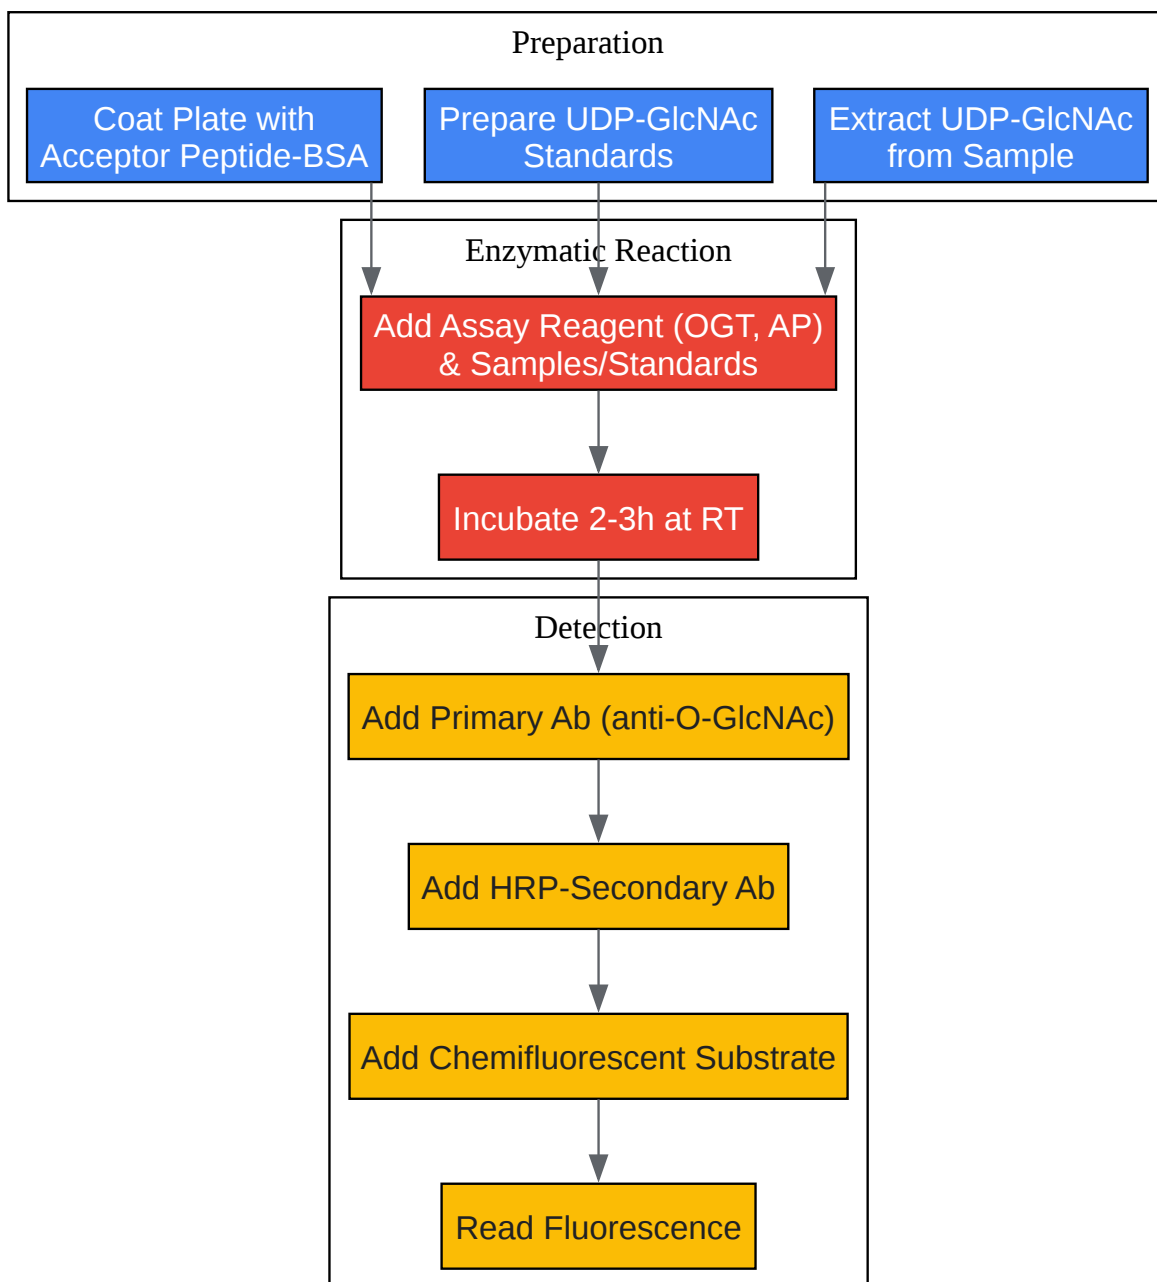 Preparation
Coat Plate with
Acceptor Peptide-BSA
Prepare UDP-GlcNAc
Standards
Extract UDP-GlcNAc
from Sample
Enzymatic Reaction
Add Assay Reagent (OGT, AP)
& Samples/Standards
Incubate 2-3h at RT
Detection
Add Primary Ab (anti-O-GlcNAc)
Add HRP-Secondary Ab
Add Chemifluorescent Substrate
Read Fluorescence